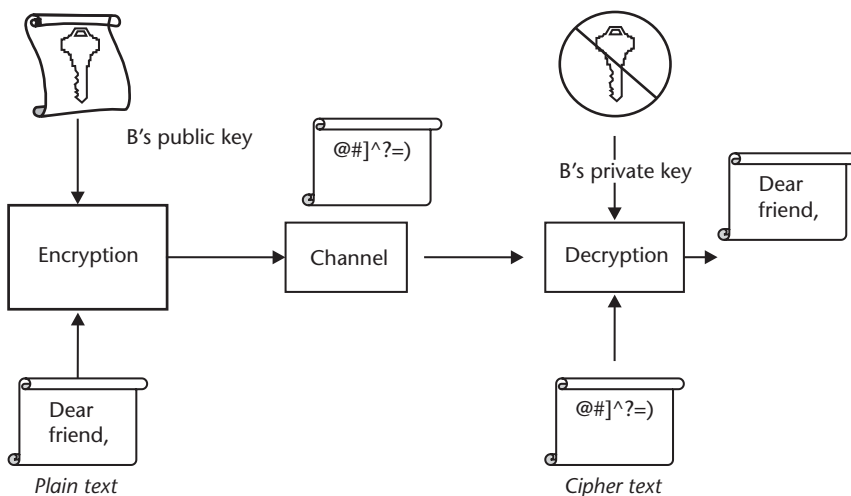 B's public key
@#]^?=)
B's private key
Dear
friend,
Encryption
Channel
Decryption
Dear
friend,
@#]^?=)
Plain text
Cipher text